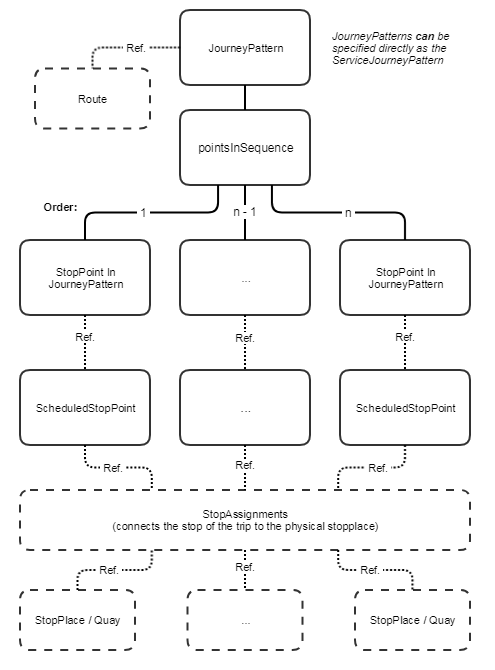 JourneyPattern
JourneyPatterns can be
specified directly as the
ServiceJourneyPattern
Ref.
Route
pointsInSequence
Order:
1
n - 1
n
StopPoint In
JourneyPattern
...
StopPoint In
JourneyPattern
Ref.
Ref.
Ref.
ScheduledStopPoint
...
ScheduledStopPoint
Ref.
Ref.
Ref.
StopAssignments
(connects the stop of the trip to the physical stopplace)
Ref.
Ref.
Ref.
StopPlace / Quay
...
StopPlace / Quay